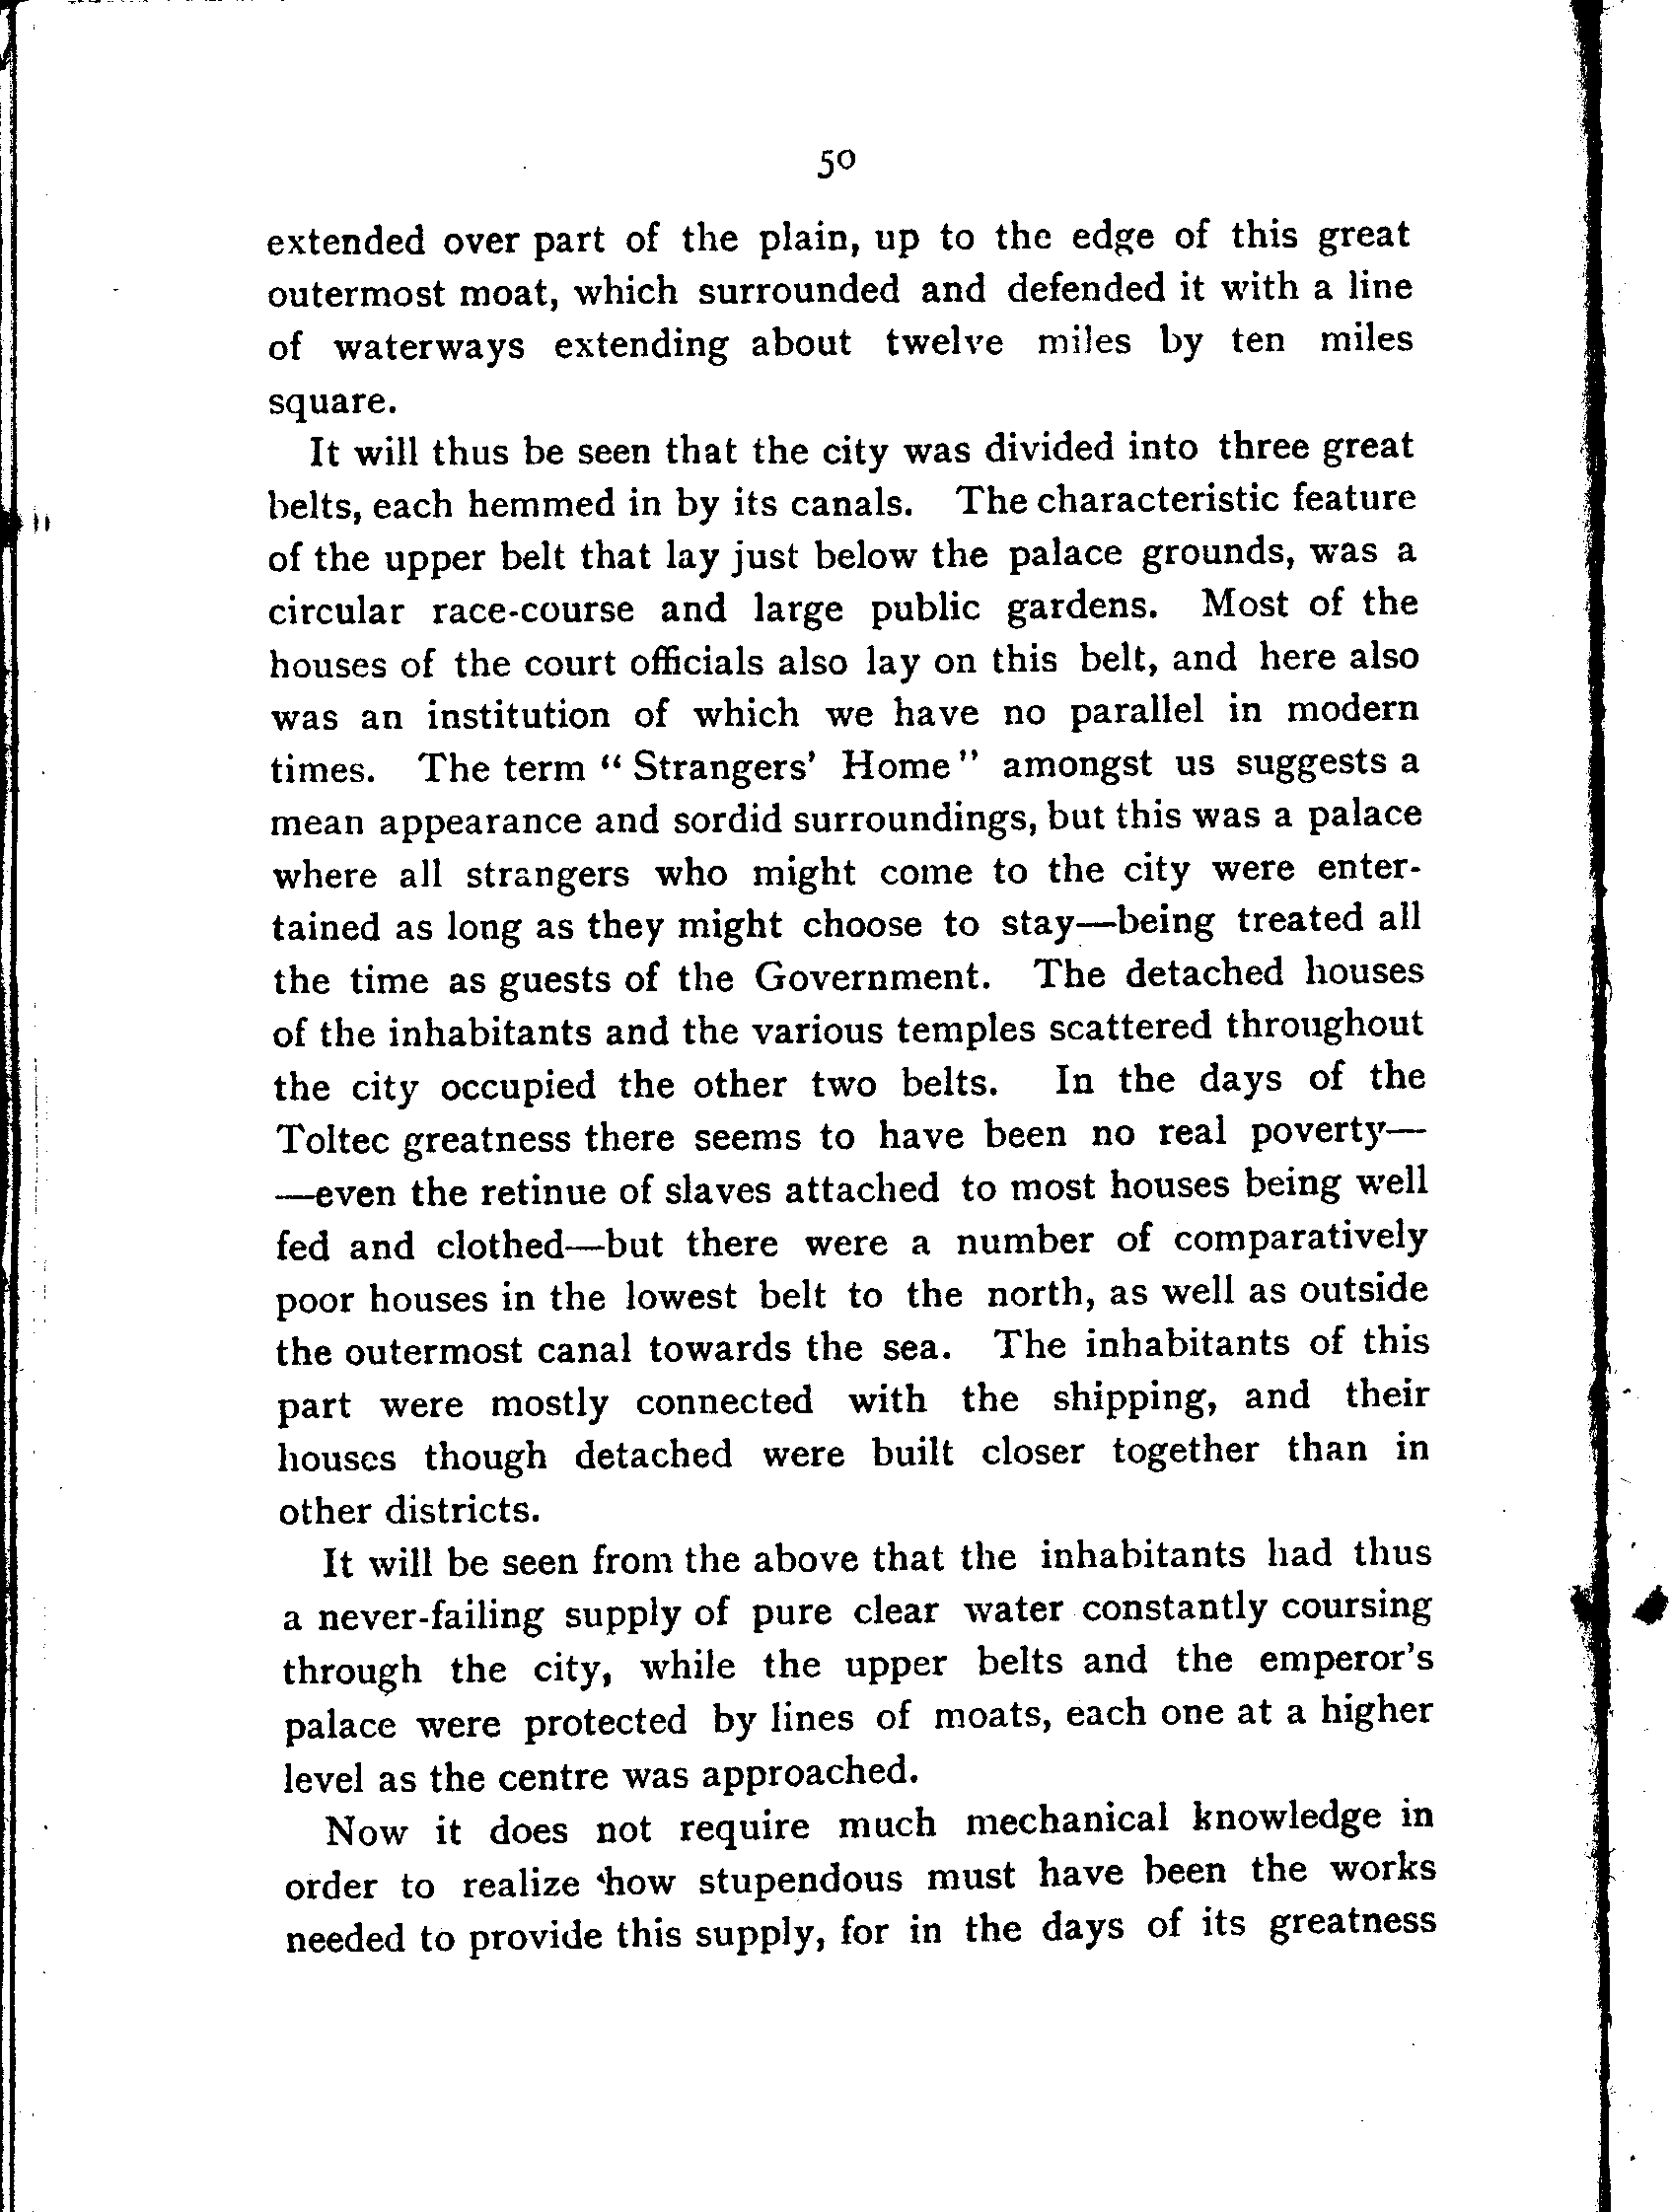 50
extended over part of the plain, up to the edge of this great
outermost moat, which surrounded and defended it with a line
of waterways extending about twelve miles by ten miles
square.
It will thus be seen that the city was divided into three great
belts, each hemmed in by its canals. The characteristic feature
of the upper belt that lay just below the palace grounds, was a
circular race-course and large public gardens. Most of the
houses of the court officials also lay on this belt, and here also
was an institution of which we have no parallel in modern
times. The term “Strangers’ Home” amongst us suggests a
mean appearance and sordid surroundings, but this was a palace
where all strangers who might come to the city were enter-
tained as long as they might choose to stay—being treated all
the time as guests of the Government. The detached houses
of the inhabitants and the various temples scattered throughout
the city occupied the other two belts. In the days of the
Toltec greatness there seems to have been no real poverty—
—even the retinue of slaves attached to most houses being well
fed and clothed—but there were a number of comparatively
poor houses in the lowest belt to the north, as well as outside
the outermost canal towards the sea. The inhabitants of this
part were mostly connected with the shipping, and their
houses though detached were built closer together than in
other districts.
It will be seen from the above that the inhabitants had thus
a never-failing supply of pure clear water constantly coursing
through the city, while the upper belts and the emperor’s
palace were protected by lines of moats, each one at a higher
level as the centre was approached.
Now it does not require much mechanical knowledge in
order to realize how stupendous must have been the works
needed to provide this supply, for in the days of its greatness